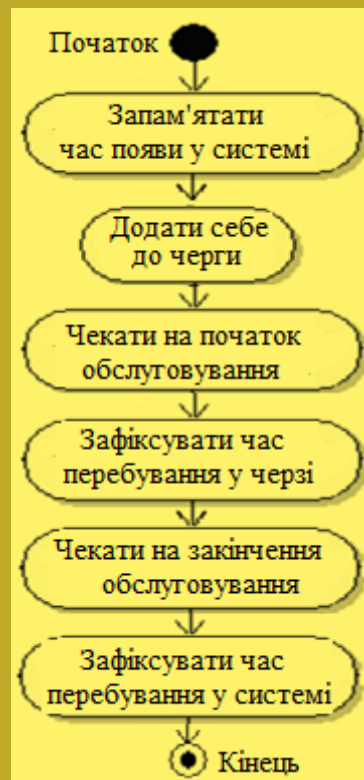 Початок
Запам'ятати
час появи у системі
Додати себе
до черги
Чекати на початок
обслуговування
Зафіксувати час
перебування у черзі
Чекати на закінчення
обслуговування
Зафіксувати час
перебування у системі
Кінець